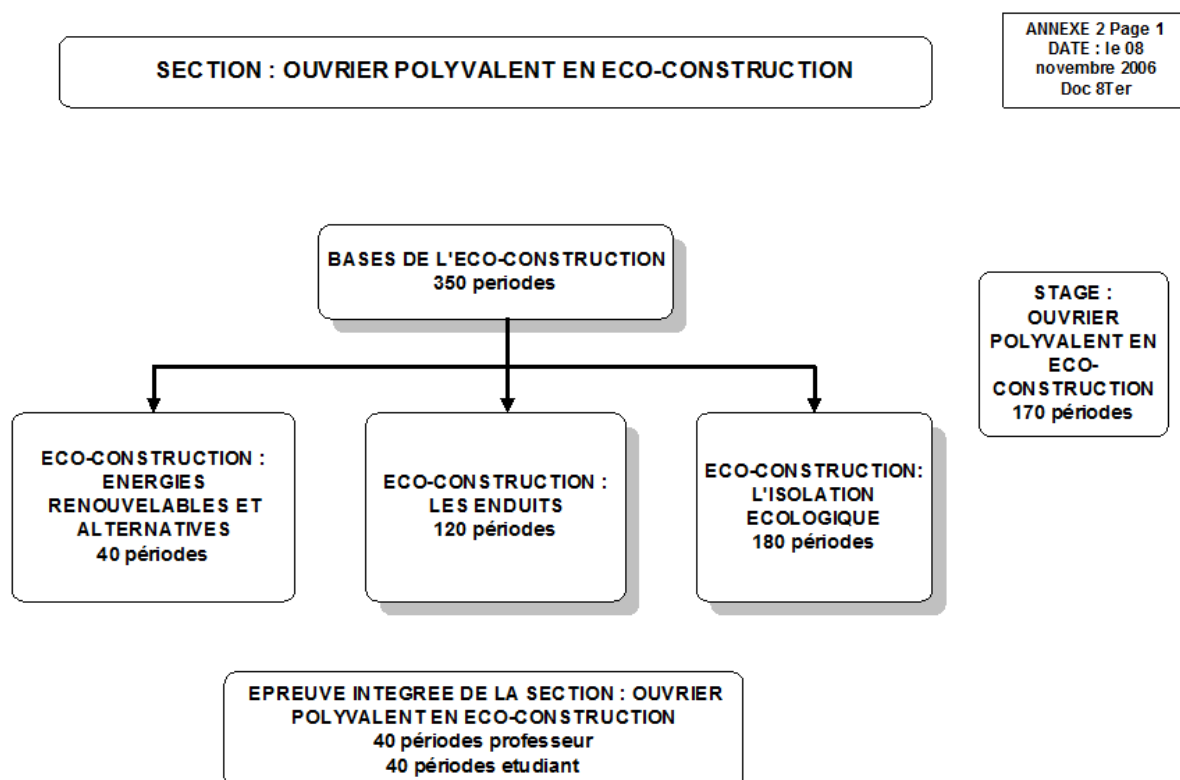 SECTION : OUVRIER POLYVALENT EN ECO-CONSTRUCTION
ANNEXE 2 Page 1
DATE : le 08
novembre 2006
Doc 8Ter
BASES DE L'ECO-CONSTRUCTION
350 periodes
STAGE :
OUVRIER
POLYVALENT EN
ECO-
CONSTRUCTION
170 périodes
ECO-CONSTRUCTION :
ENERGIES
RENOUVELABLES ET
ALTERNATIVES
40 périodes
ECO-CONSTRUCTION :
LES ENDUITS
120 périodes
ECO-CONSTRUCTION:
L'ISOLATION
ECOLOGIQUE
180 périodes
EPREUVE INTEGREE DE LA SECTION : OUVRIER
POLYVALENT EN ECO-CONSTRUCTION
40 périodes professeur
40 périodes etudiant